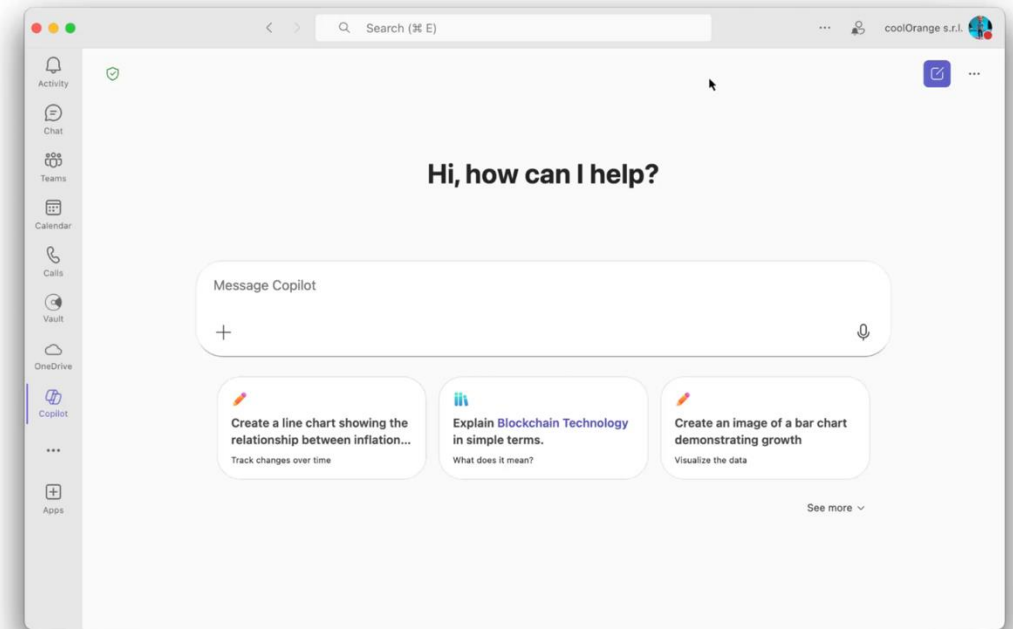 Search (⌘ E)
coolOrange s.r.l.
Activity
Chat
Teams
Calendar
Calls
Vault
OneDrive
Copilot
Apps
Hi, how can I help?
Message Copilot
Create a line chart showing the
relationship between inflation...
Track changes over time
Explain Blockchain Technology
in simple terms.
What does it mean?
Create an image of a bar chart
demonstrating growth
Visualize the data
See more